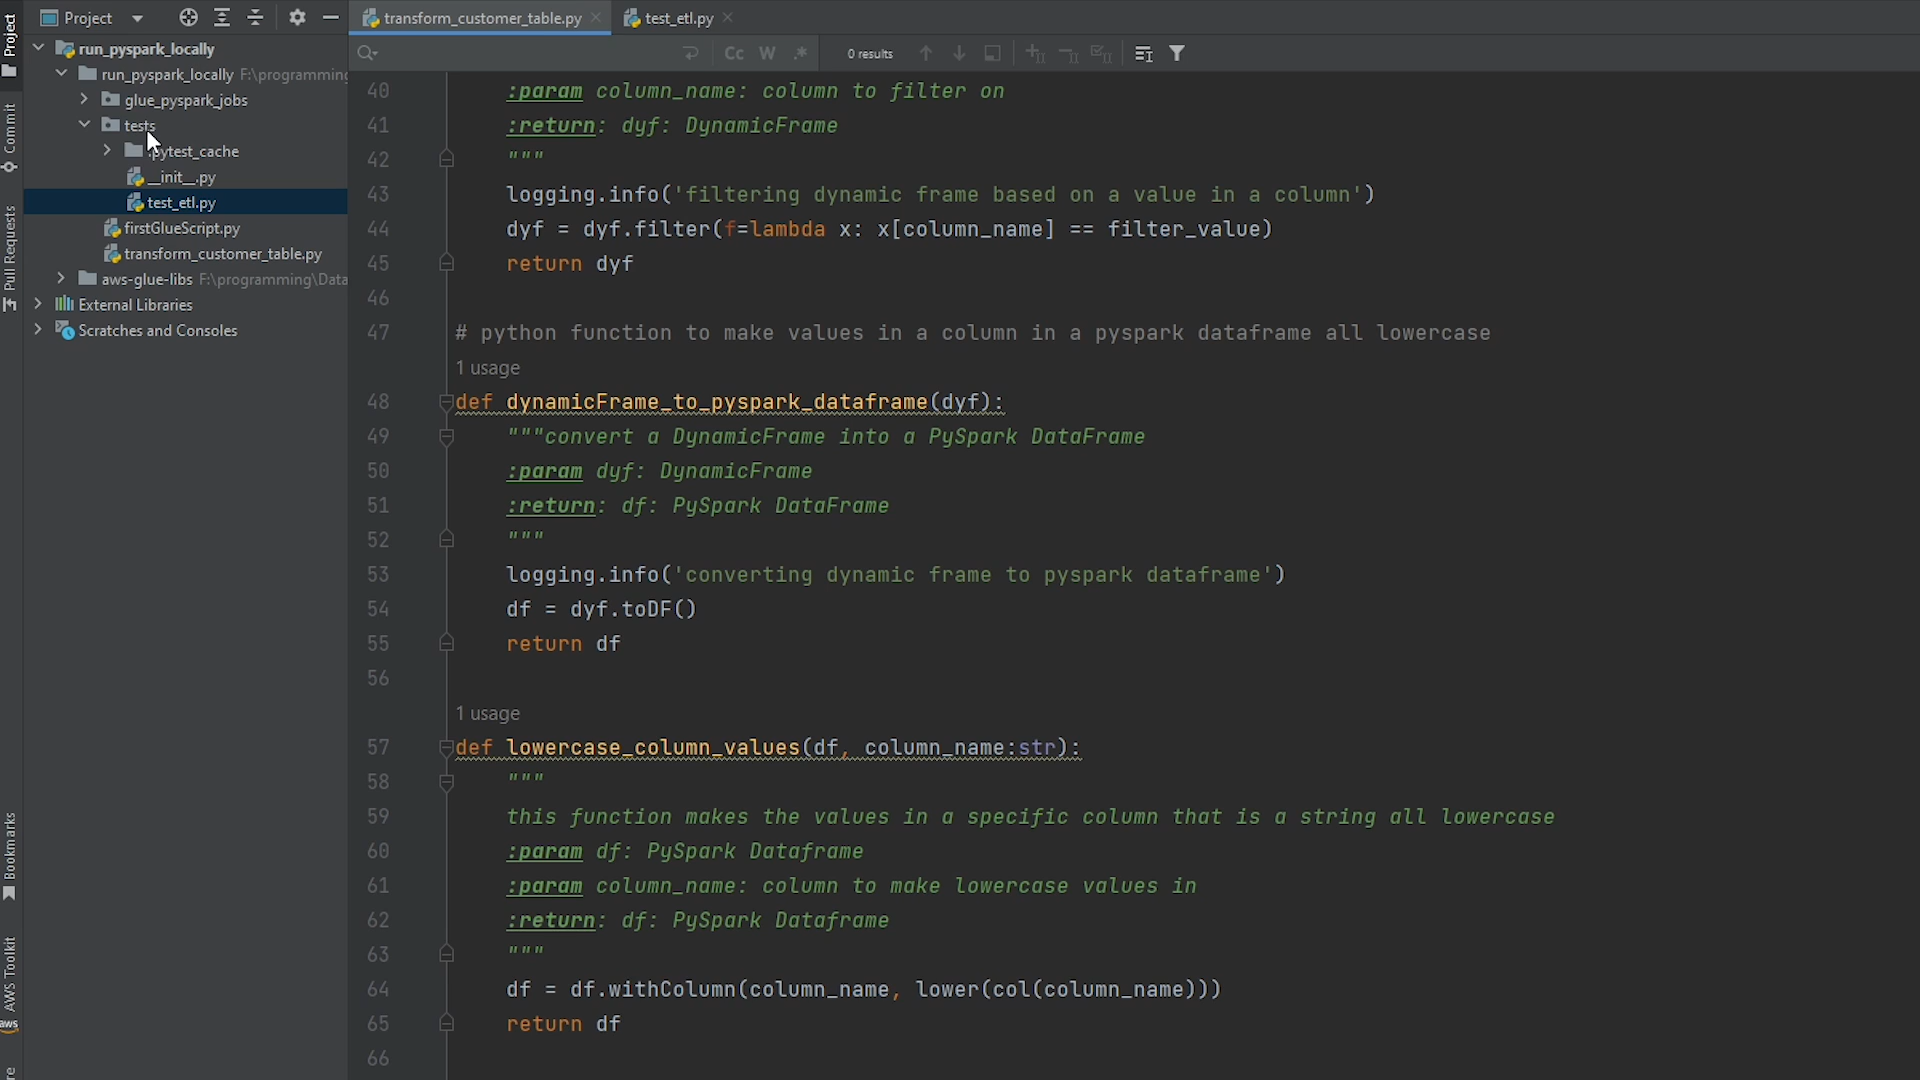 Project
transform_customer_table.py
test_etl.py
Cc W .*
0 results
Project
Commit
Pull Requests
Bookmarks
AWS Toolkit
aws
re
run_pyspark_locally
run_pyspark_locally F:\programming
glue_pyspark_jobs
tests
.pytest_cache
__init__.py
test_etl.py
firstGlueScript.py
transform_customer_table.py
aws-glue-libs F:\programming\Data
External Libraries
Scratches and Consoles
40 :param column_name: column to filter on
41 :return: dyf: DynamicFrame
42 """
43 logging.info('filtering dynamic frame based on a value in a column')
44 dyf = dyf.filter(f=lambda x: x[column_name] == filter_value)
45 return dyf
46
47 # python function to make values in a column in a pyspark dataframe all lowercase
1 usage
48 def dynamicFrame_to_pyspark_dataframe(dyf):
49 """convert a DynamicFrame into a PySpark DataFrame
50 :param dyf: DynamicFrame
51 :return: df: PySpark DataFrame
52 """
53 logging.info('converting dynamic frame to pyspark dataframe')
54 df = dyf.toDF()
55 return df
56
1 usage
57 def lowercase_column_values(df, column_name:str):
58 """
59 this function makes the values in a specific column that is a string all lowercase
60 :param df: PySpark Dataframe
61 :param column_name: column to make lowercase values in
62 :return: df: PySpark Dataframe
63 """
64 df = df.withColumn(column_name, lower(col(column_name)))
65 return df
66